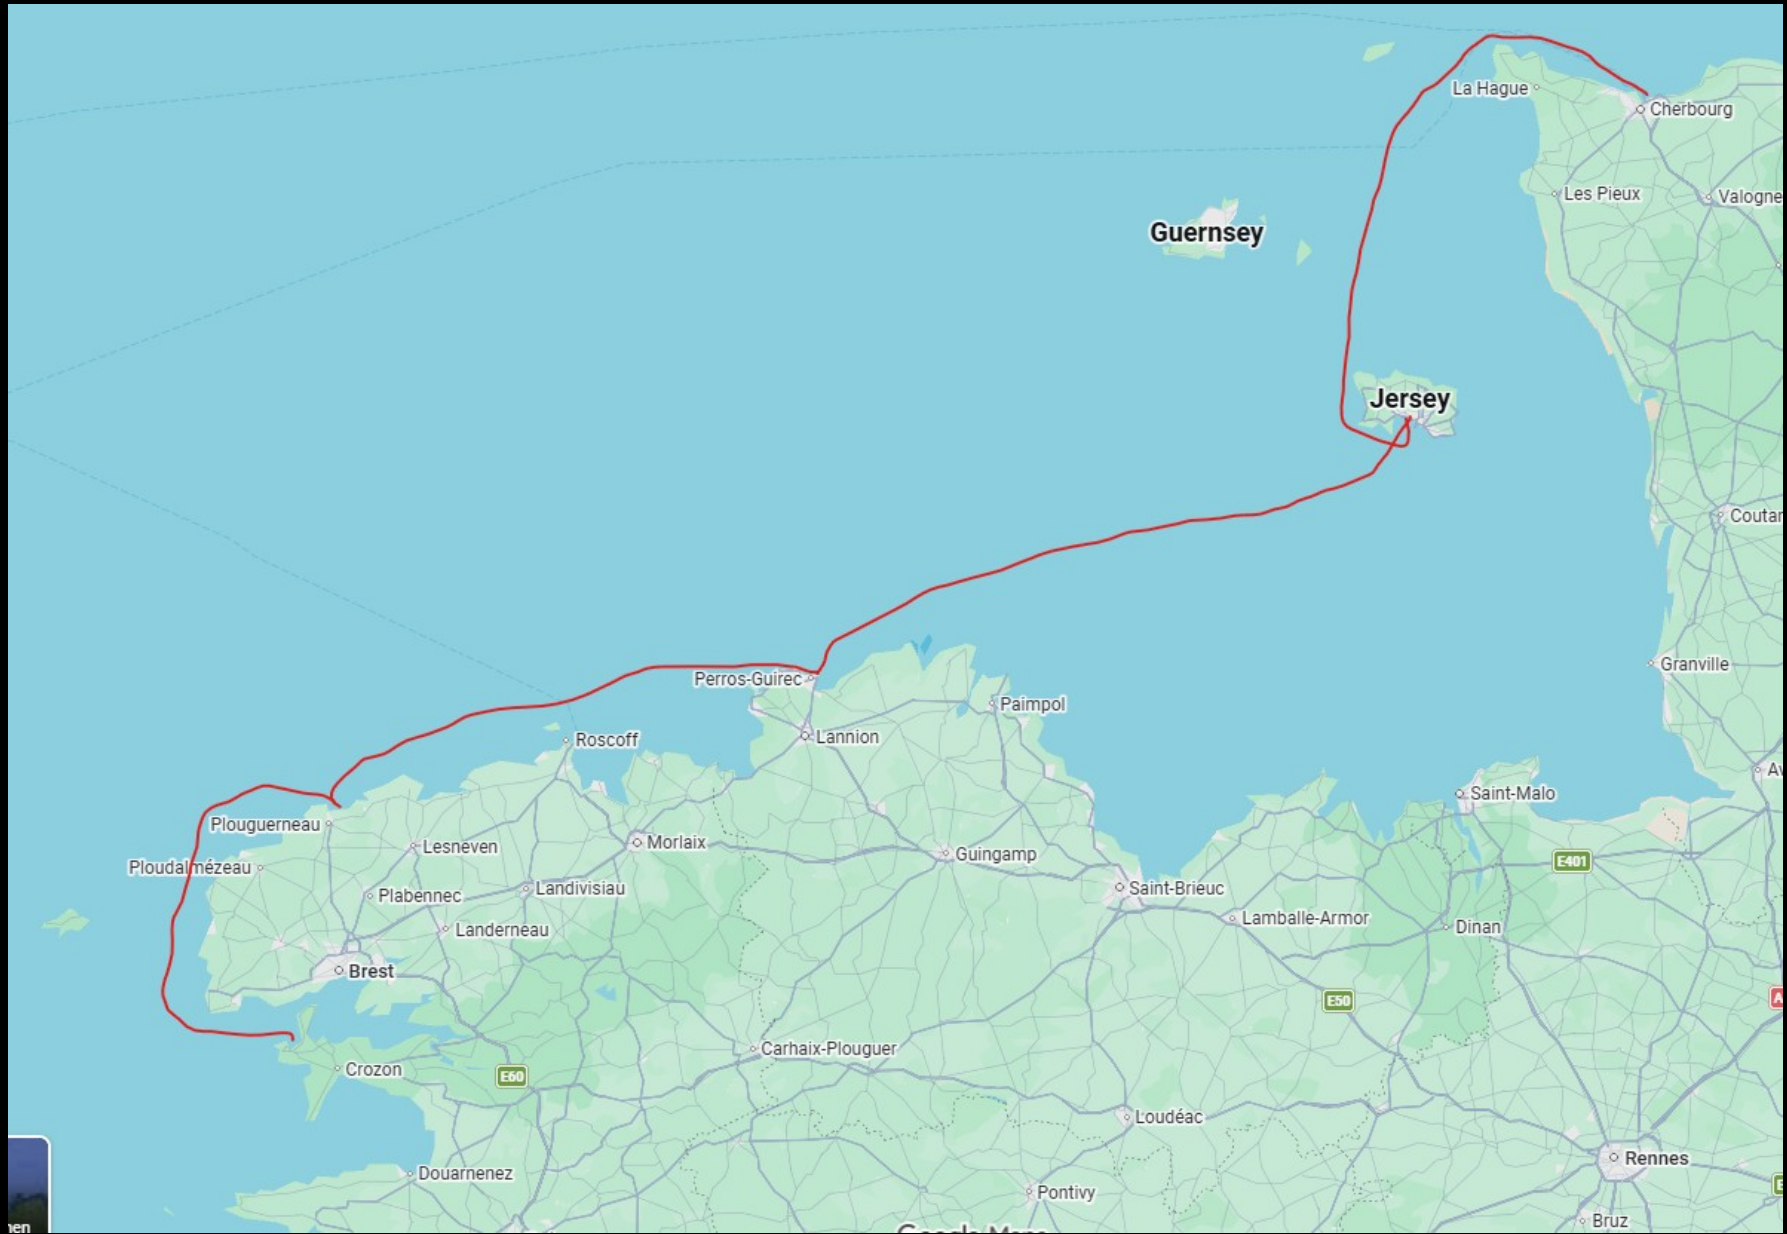 La Hague
Cherbourg
Les Pieux
Valogne
Guernsey
Jersey
Coutar
Granville
Perros-Guirec
Paimpol
Lannion
Roscoff
Saint-Malo
Plouguerneau
Morlaix
Lesneven
Guingamp
E401
Ploudalmézeau
Saint-Brieuc
Plabennec
Landivisiau
Lamballe-Armor
Dinan
Landerneau
Brest
E50
A
Carhaix-Plouguer
Crozon
E60
Loudéac
Rennes
Douarnenez
Pontivy
E
Bruz
nen